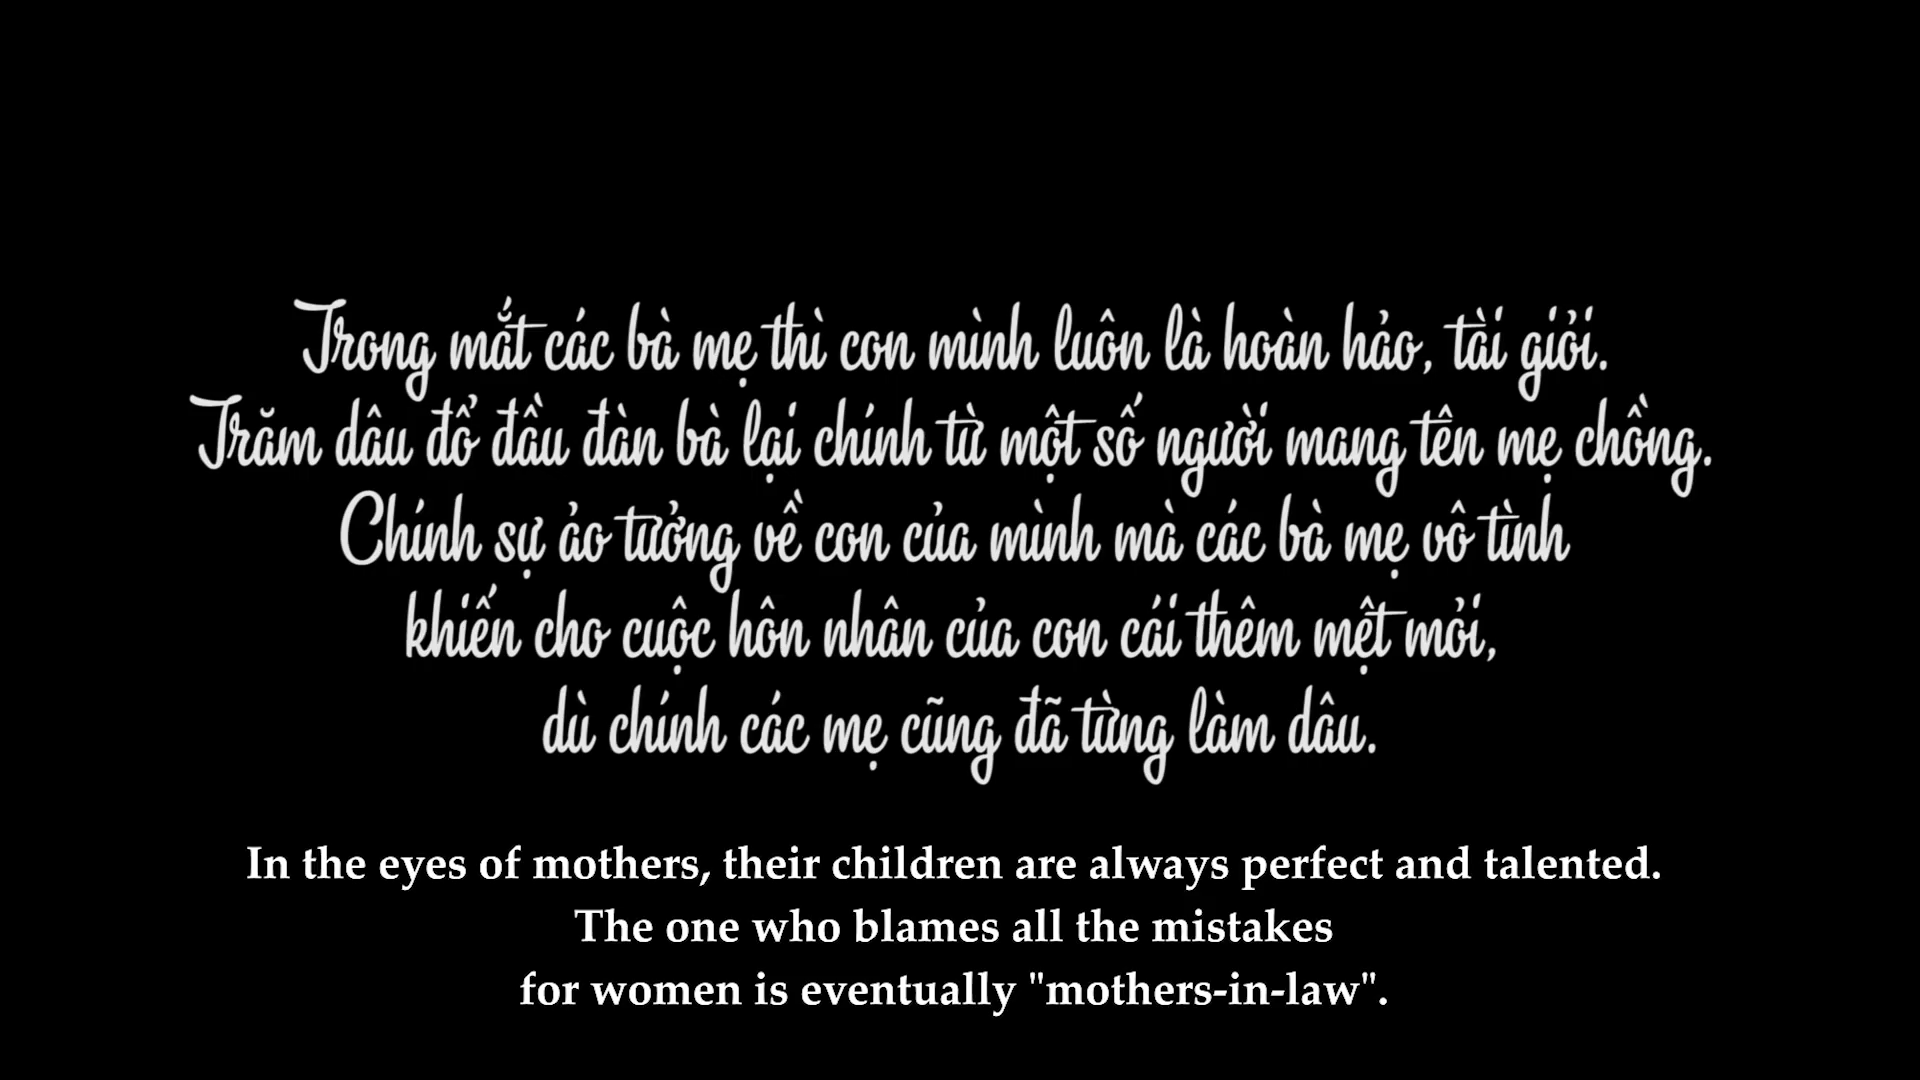 Trong mắt các bà mẹ thì con mình luôn là hoàn hảo, tài giỏi.
Trăm dâu đổ đầu đàn bà lại chính từ một số người mang tên mẹ chồng.
Chính sự ảo tưởng về con của mình mà các bà mẹ vô tình
khiến cho cuộc hôn nhân của con cái thêm mệt mỏi,
dù chính các mẹ cũng đã từng làm dâu.
In the eyes of mothers, their children are always perfect and talented.
The one who blames all the mistakes
for women is eventually "mothers-in-law".